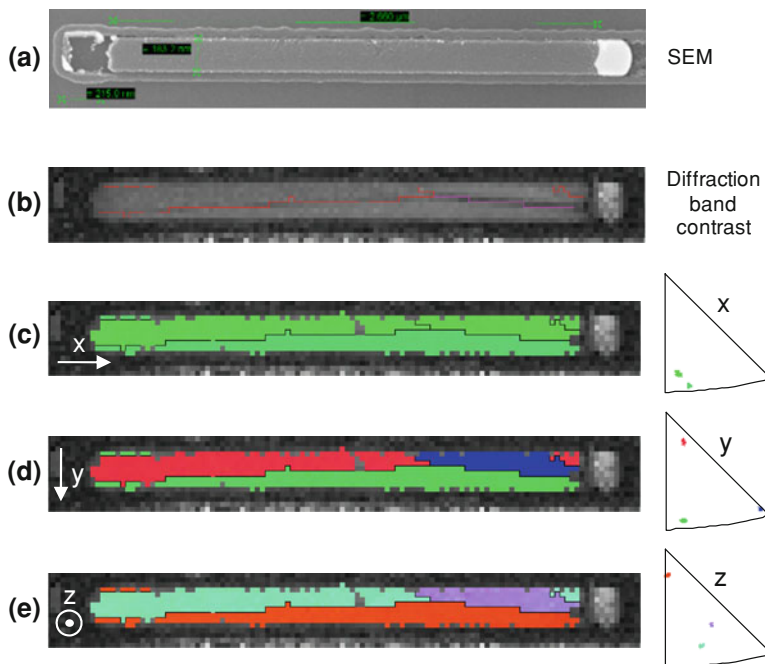 (a)
SEM
(b)
Diffraction
band
contrast
(c)
x
x
(d)
y
y
(e)
z
z